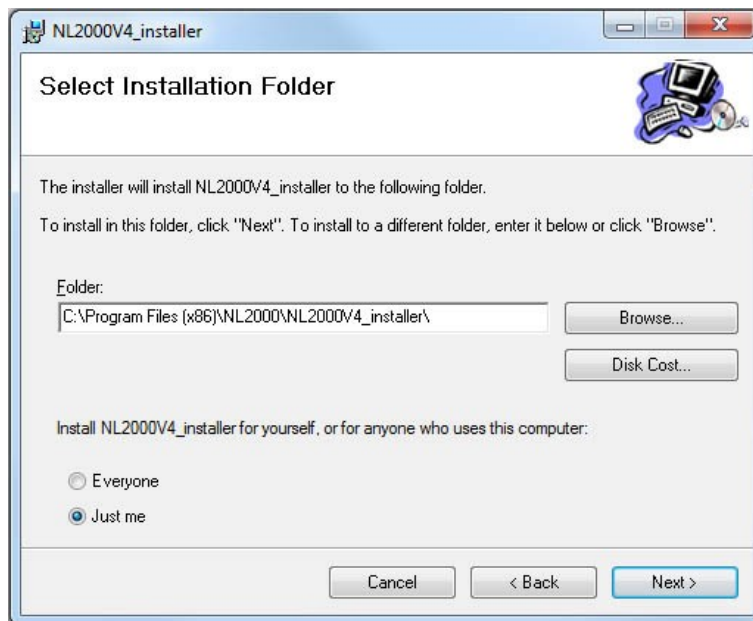 NL2000V4_installer
Select Installation Folder
The installer will install NL2000V4_installer to the following folder.
To install in this folder, click "Next". To install to a different folder, enter it below or click "Browse".
Folder:
C:\Program Files (x86)\NL2000\NL2000V4_installer\
Browse...
Disk Cost...
Install NL2000V4_installer for yourself, or for anyone who uses this computer:
Everyone
Just me
Cancel
< Back
Next >